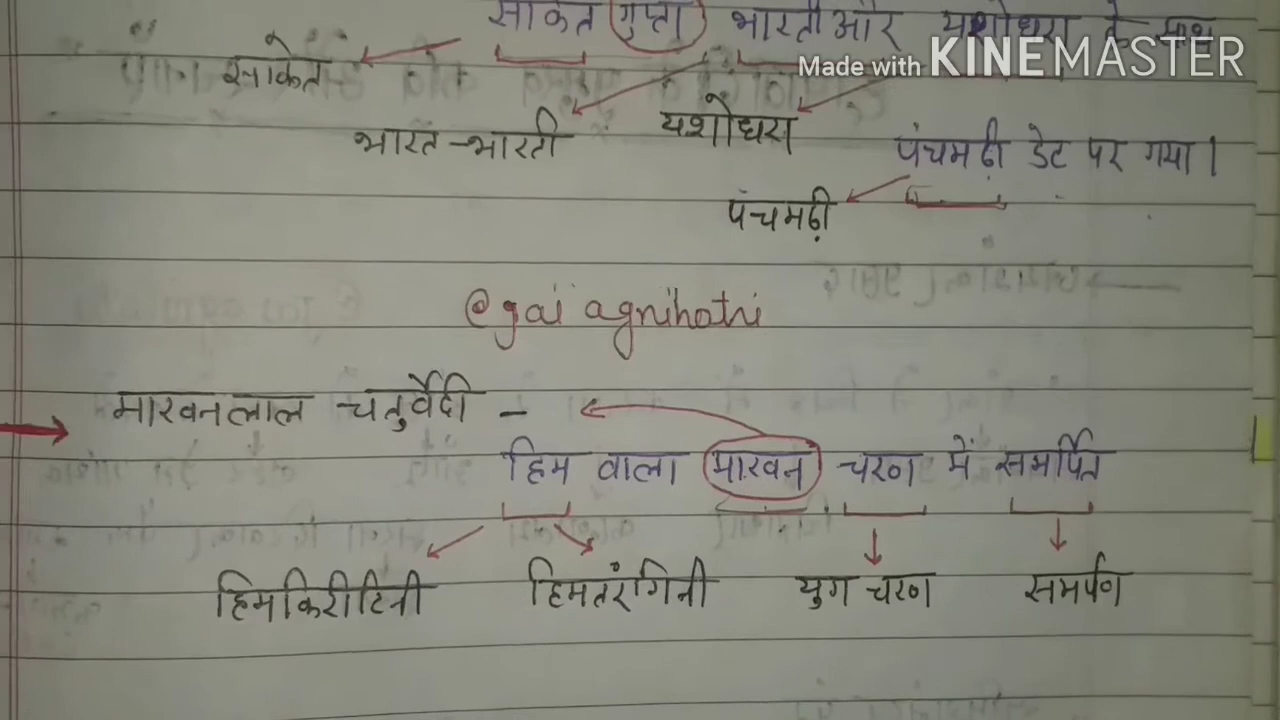 साकेत गुप्ता भारती और यशोधरा के साथ
Made with KINEMASTER
साकेत
भारत-भारती
यशोधरा
पंचमढ़ी डेट पर गया।
पंचमढ़ी
@gai agnihotri
माखनलाल चतुर्वेदी -
हिम वाला माखन चरण में समर्पित
हिमकिरीटिनी हिमतरंगिनी युग चरण समर्पण